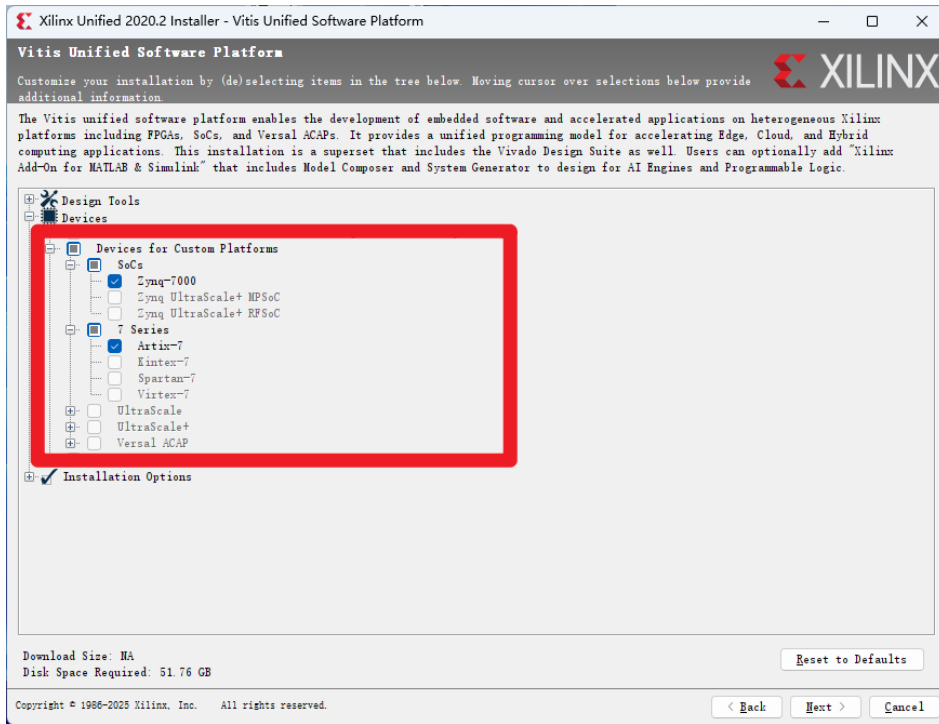 Xilinx Unified 2020.2 Installer - Vitis Unified Software Platform
Vitis Unified Software Platform
Customize your installation by (de)selecting items in the tree below. Moving cursor over selections below provide
additional information.
XILINX
The Vitis unified software platform enables the development of embedded software and accelerated applications on heterogeneous Xilinx
platforms including FPGAs, SoCs, and Versal ACAPs. It provides a unified programming model for accelerating Edge, Cloud, and Hybrid
computing applications. This installation is a superset that includes the Vivado Design Suite as well. Users can optionally add "Xilinx
Add-On for MATLAB & Simulink" that includes Model Composer and System Generator to design for AI Engines and Programmable Logic.
Design Tools
Devices
Devices for Custom Platforms
SoCs
Zynq-7000
Zynq UltraScale+ MPSoC
Zynq UltraScale+ RFSoC
7 Series
Artix-7
Kintex-7
Spartan-7
Virtex-7
UltraScale
UltraScale+
Versal ACAP
Installation Options
Download Size: NA
Disk Space Required: 51.76 GB
Reset to Defaults
Copyright © 1986-2025 Xilinx, Inc. All rights reserved.
< Back
Next >
Cancel